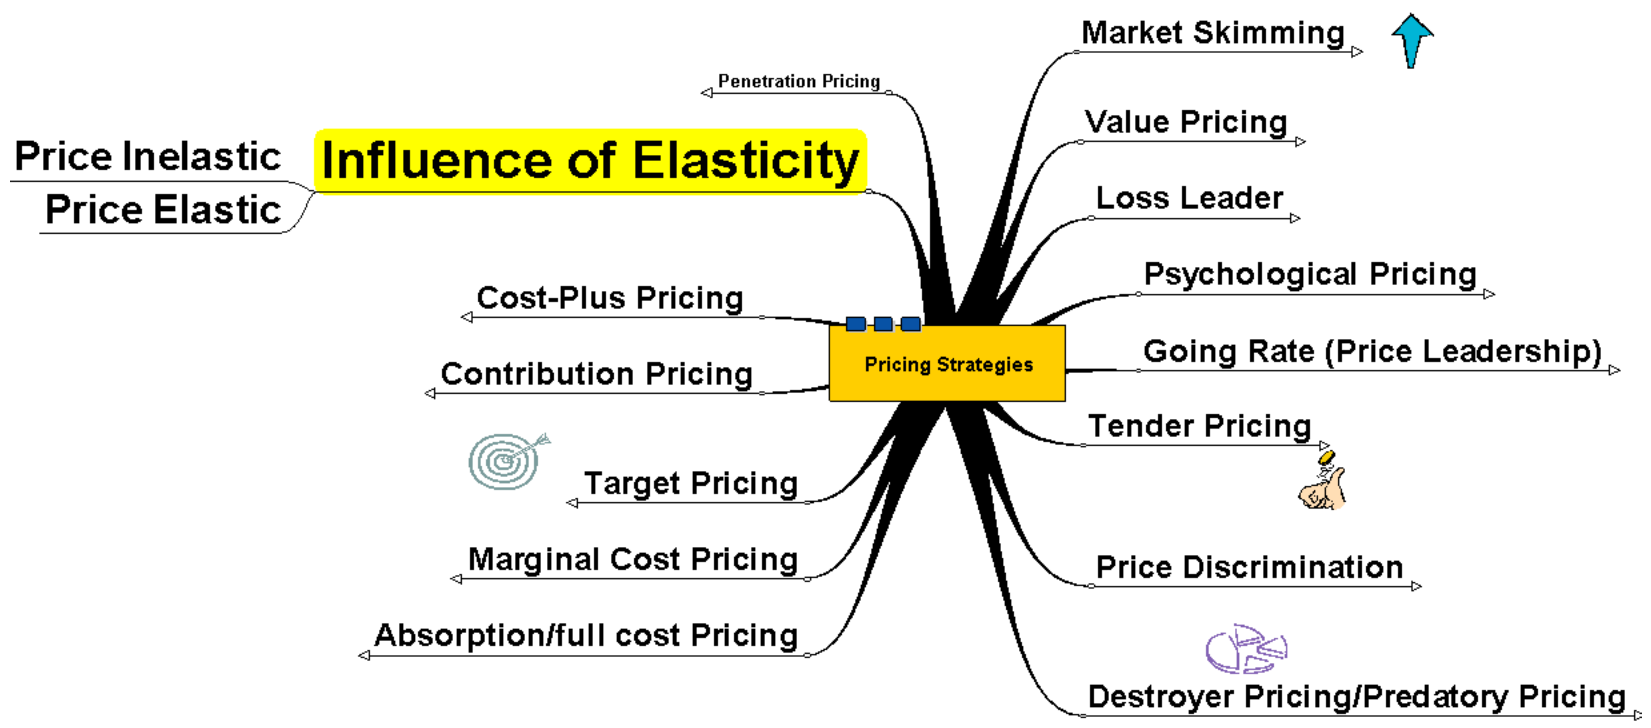 Market Skimming
Penetration Pricing
Value Pricing
Price Inelastic
Influence of Elasticity
Price Elastic
Loss Leader
Psychological Pricing
Cost-Plus Pricing
Pricing Strategies
Going Rate (Price Leadership)
Contribution Pricing
Tender Pricing
Target Pricing
Marginal Cost Pricing
Price Discrimination
Absorption/full cost Pricing
Destroyer Pricing/Predatory Pricing